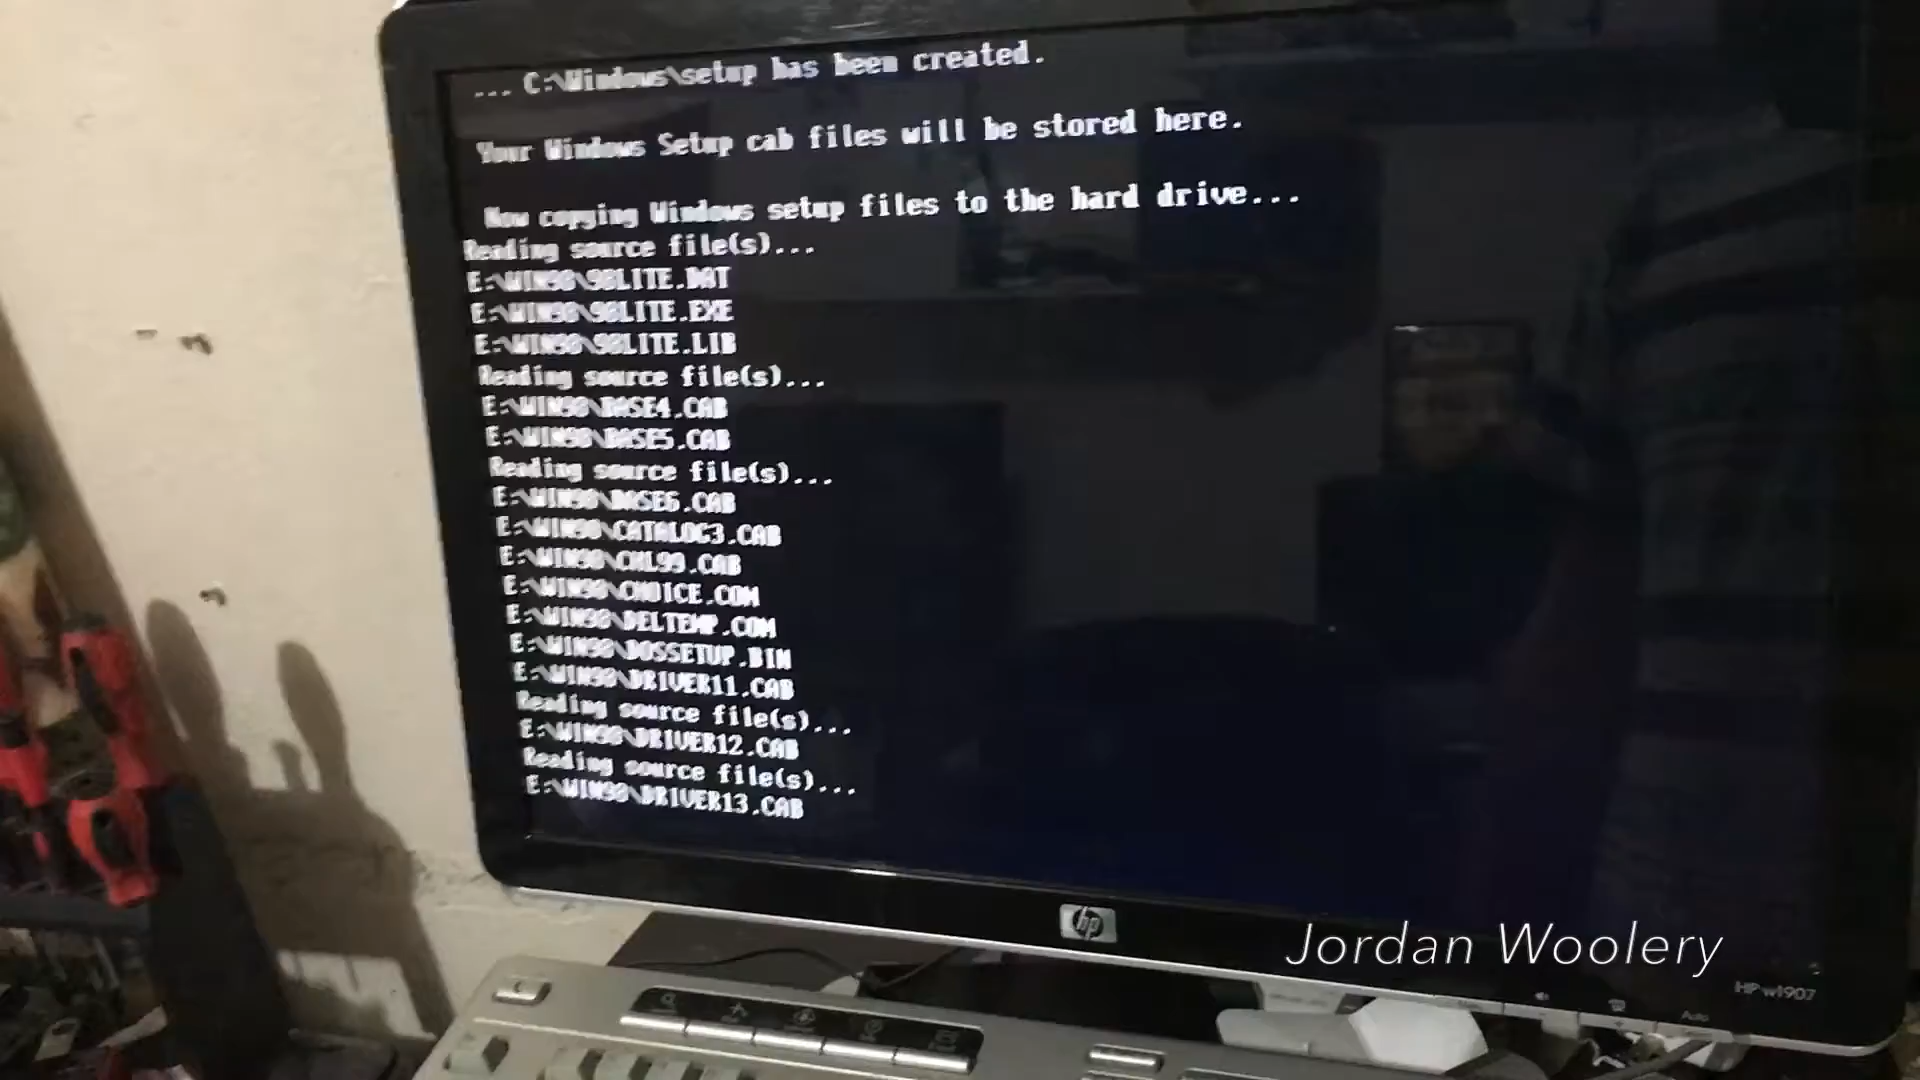 ... C:\Windows\setup has been created.
Your Windows Setup cab files will be stored here.
Now copying Windows setup files to the hard drive...
Reading source file(s)...
E:\WIN98\98LITE.DAT
E:\WIN98\98LITE.EXE
E:\WIN98\98LITE.LIB
Reading source file(s)...
E:\WIN98\BASE4.CAB
E:\WIN98\BASE5.CAB
Reading source file(s)...
E:\WIN98\BASE6.CAB
E:\WIN98\CATALOG3.CAB
E:\WIN98\CHL99.CAB
E:\WIN98\CHOICE.COM
E:\WIN98\DELTEMP.COM
E:\WIN98\DOSSETUP.BIN
E:\WIN98\DRIVER11.CAB
Reading source file(s)...
E:\WIN98\DRIVER12.CAB
Reading source file(s)...
E:\WIN98\DRIVER13.CAB
hp
Jordan Woolery
HP w1907
Auto